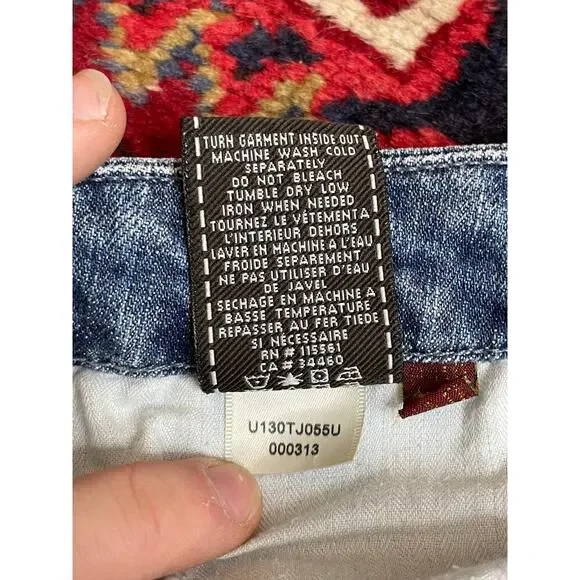 TURN GARMENT INSIDE OUT
MACHINE WASH COLD
SEPARATELY
DO NOT BLEACH
TUMBLE DRY LOW
IRON WHEN NEEDED
TOURNEZ LE VÉTEMENT A
L'INTERIEUR DEHORS
LAVER EN MACHINE A L'EAU
FROIDE SEPAREMENT
NE PAS UTILISER D'EAU
DE JAVEL
SECHAGE EN MACHINE A
BASSE TEMPERATURE
REPASSER AU FER TIEDE
SI NÉCESSAIRE
RN # 115561
CA # 34460
U130TJ055U
000313